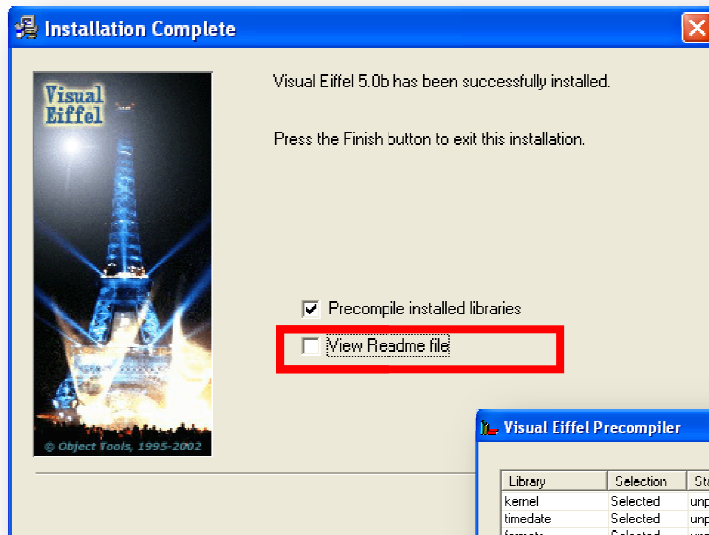 Installation Complete
Visual
Eiffel
Visual Eiffel 5.0b has been successfully installed.
Press the Finish button to exit this installation.
Precompile installed libraries
View Readme file
© Object Tools, 1995-2002
Visual Eiffel Precompiler
Library Selection
kernel Selected
timedate Selected